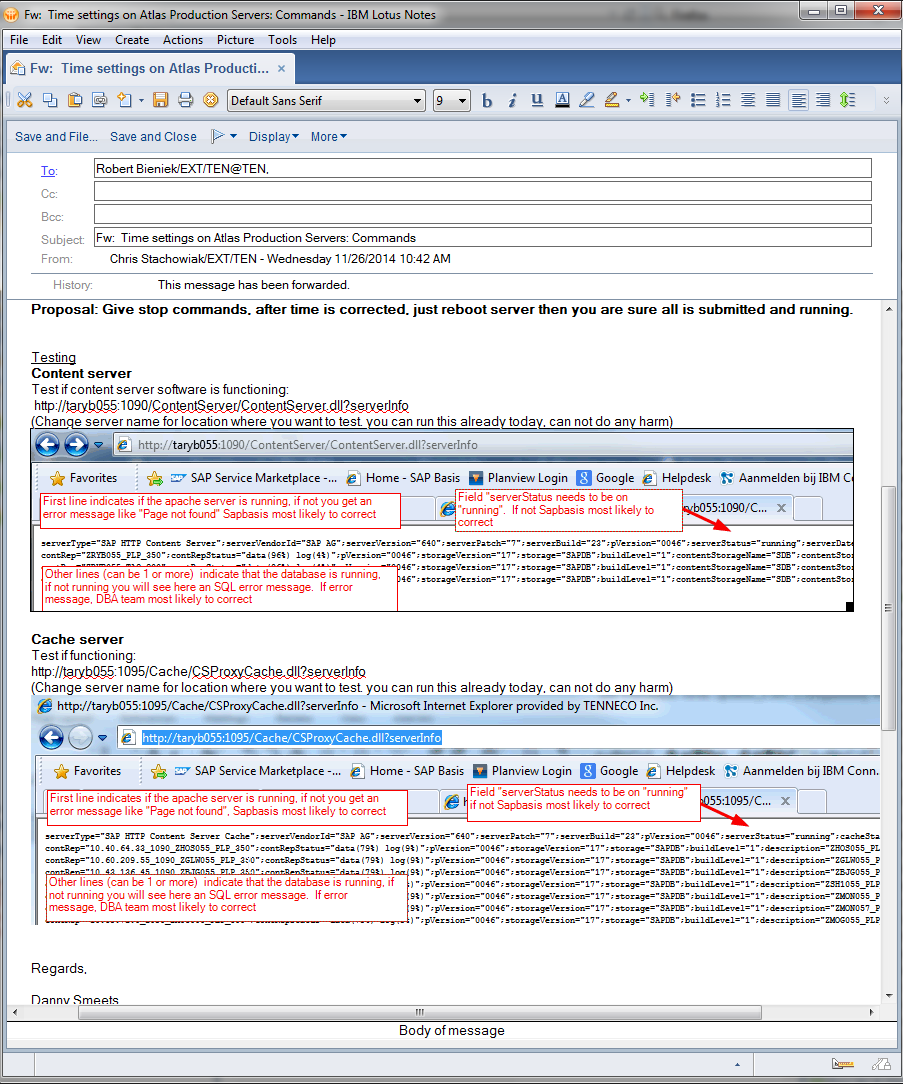 Fw:  Time settings on Atlas Production Servers: Commands - IBM Lotus Notes
File Edit View Create Actions Picture Tools Help
Fw:  Time settings on Atlas Producti... ×
Default Sans Serif 9 b i u A
Save and File... Save and Close Display More
To: Robert Bieniek/EXT/TEN@TEN,
Cc:
Bcc:
Subject: Fw:  Time settings on Atlas Production Servers: Commands
From: Chris Stachowiak/EXT/TEN - Wednesday 11/26/2014 10:42 AM
History: This message has been forwarded.
Proposal: Give stop commands, after time is corrected, just reboot server then you are sure all is submitted and running.
Testing
Content server
Test if content server software is functioning:
http://taryb055:1090/ContentServer/ContentServer.dll?serverInfo
(Change server name for location where you want to test. you can run this already today, can not do any harm)
http://taryb055:1090/ContentServer/ContentServer.dll?serverInfo
Favorites SAP Service Marketplace -... Home - SAP Basis Planview Login Google Helpdesk Aanmelden bij IBM Co
First line indicates if the apache server is running, if not you get an
error message like "Page not found" Sapbasis most likely to correct
Field "serverStatus needs to be on
"running".  If not Sapbasis most likely to
correct
ryb055:1090/C... ×
serverType="SAP HTTP Content Server";serverVendorId="SAP AG";serverVersion="640";serverPatch="7";serverBuild="23";pVersion="0046";serverStatus="running";serverDate
contRep="ZRYB055_PLP_350";contRepStatus="data(96%) log(4%)";pVersion="0046";storageVersion="17";storage="SAPDB";buildLevel="1";contentStorageName="SDB";contentStor
pVersion="0046";storageVersion="17";storage="SAPDB";buildLevel="1";contentStorageName="SDB";contentStor
%)";pVersion="0046";storageVersion="17";storage="SAPDB";buildLevel="1";contentStorageName="SDB";contentStor
Other lines (can be 1 or more)  indicate that the database is running,
if not running you will see here an SQL error message.  If error
message, DBA team most likely to correct
Cache server
Test if functioning:
http://taryb055:1095/Cache/CSProxyCache.dll?serverInfo
(Change server name for location where you want to test. you can run this already today, can not do any harm)
http://taryb055:1095/Cache/CSProxyCache.dll?serverInfo - Microsoft Internet Explorer provided by TENNECO Inc.
http://taryb055:1095/Cache/CSProxyCache.dll?serverInfo
Favorites SAP Service Marketplace -... Home - SAP Basis Planview Login Google Helpdesk Aanmelden bij IBM Conn.
First line indicates if the apache server is running, if not you get an
error message like "Page not found", Sapbasis most likely to correct
Field "serverStatus needs to be on "running"
if not Sapbasis most likely to correct
b055:1095/C... ×
serverType="SAP HTTP Content Server Cache";serverVendorId="SAP AG";serverVersion="640";serverPatch="7";serverBuild="23";pVersion="0046";serverStatus="running";cacheSta
contRep="10.40.64.33_1090_ZHOS055_PLP_350";contRepStatus="data(79%) log(9%)";pVersion="0046";storageVersion="17";storage="SAPDB";buildLevel="1";description="ZHOS055_PL
contRep="10.60.209.55_1090_ZGLW055_PLP_350";contRepStatus="data(79%) log(9%)";pVersion="0046";storageVersion="17";storage="SAPDB";buildLevel="1";description="ZGLW055_P
contRep="10.43.136.45_1090_ZBJG055_PLP_350";contRepStatus="data(79%) log(9%)";pVersion="0046";storageVersion="17";storage="SAPDB";buildLevel="1";description="ZBJG055_P
(9%)";pVersion="0046";storageVersion="17";storage="SAPDB";buildLevel="1";description="ZSH1055_PLP
(9%)";pVersion="0046";storageVersion="17";storage="SAPDB";buildLevel="1";description="ZMON055_PL
(9%)";pVersion="0046";storageVersion="17";storage="SAPDB";buildLevel="1";description="ZMON057_P
pVersion="0046";storageVersion="17";storage="SAPDB";buildLevel="1";description="ZMOG055_PLP
Other lines (can be 1 or more)  indicate that the database is running, if
not running you will see here an SQL error message.  If error
message, DBA team most likely to correct
Regards,
Danny Smeets
Body of message